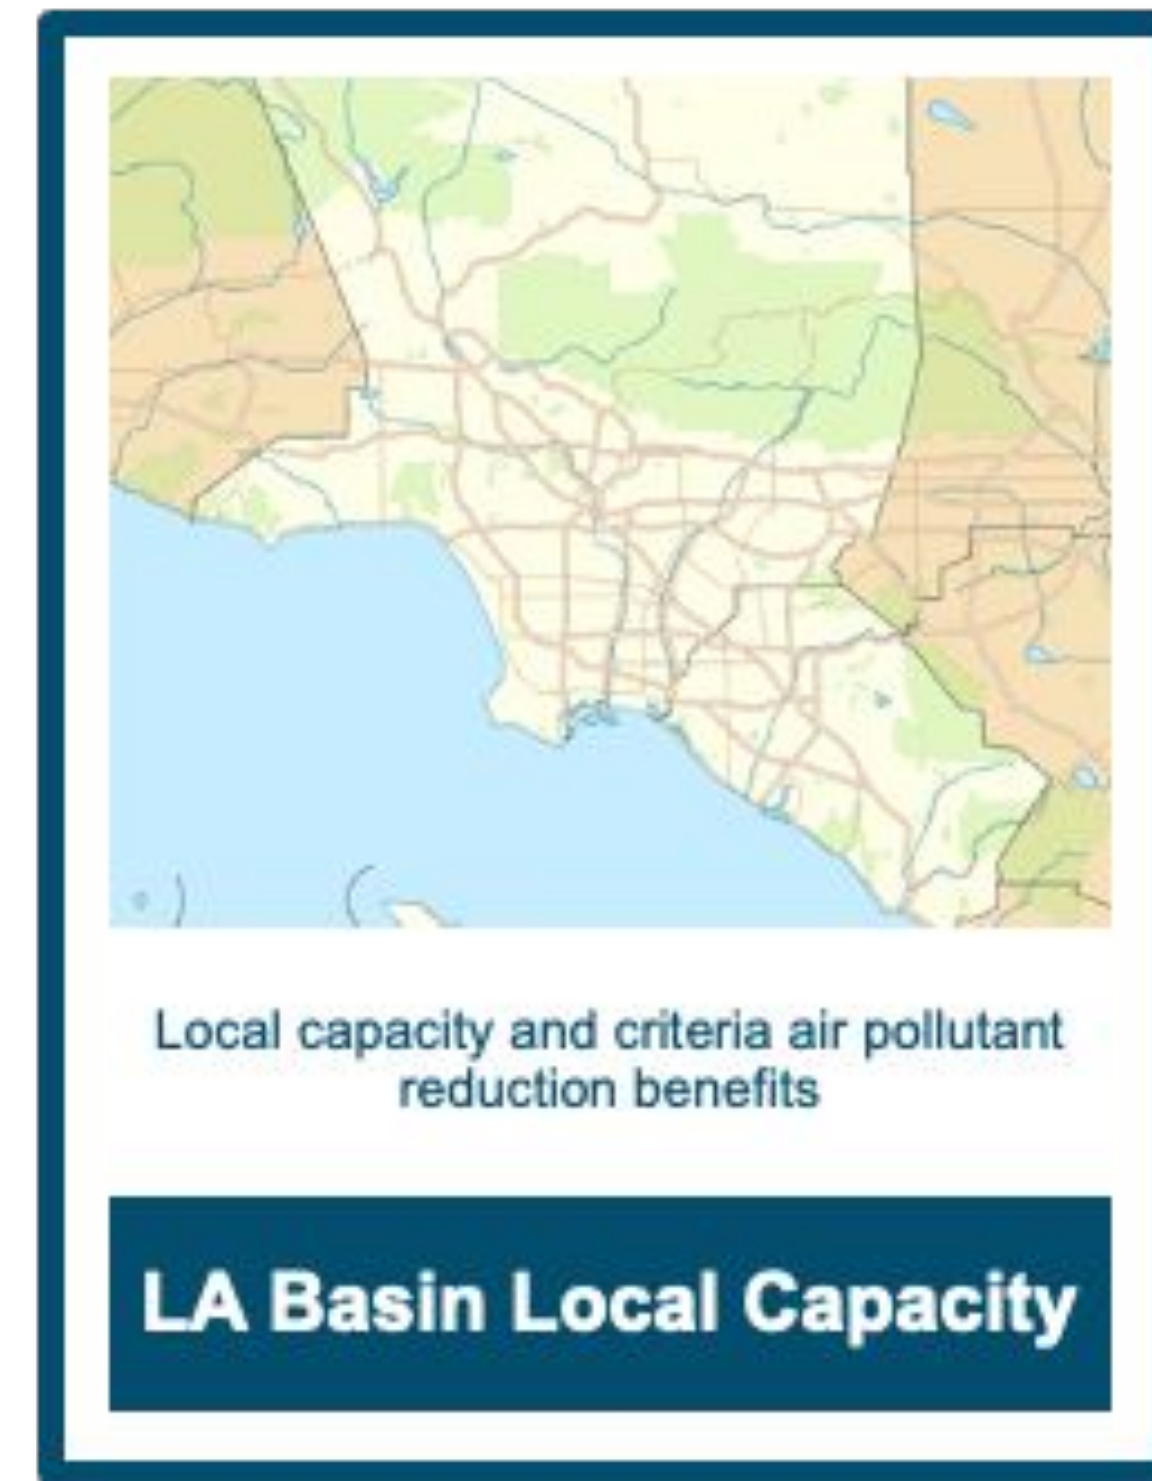 Local capacity and criteria air pollutant
reduction benefits
LA Basin Local Capacity